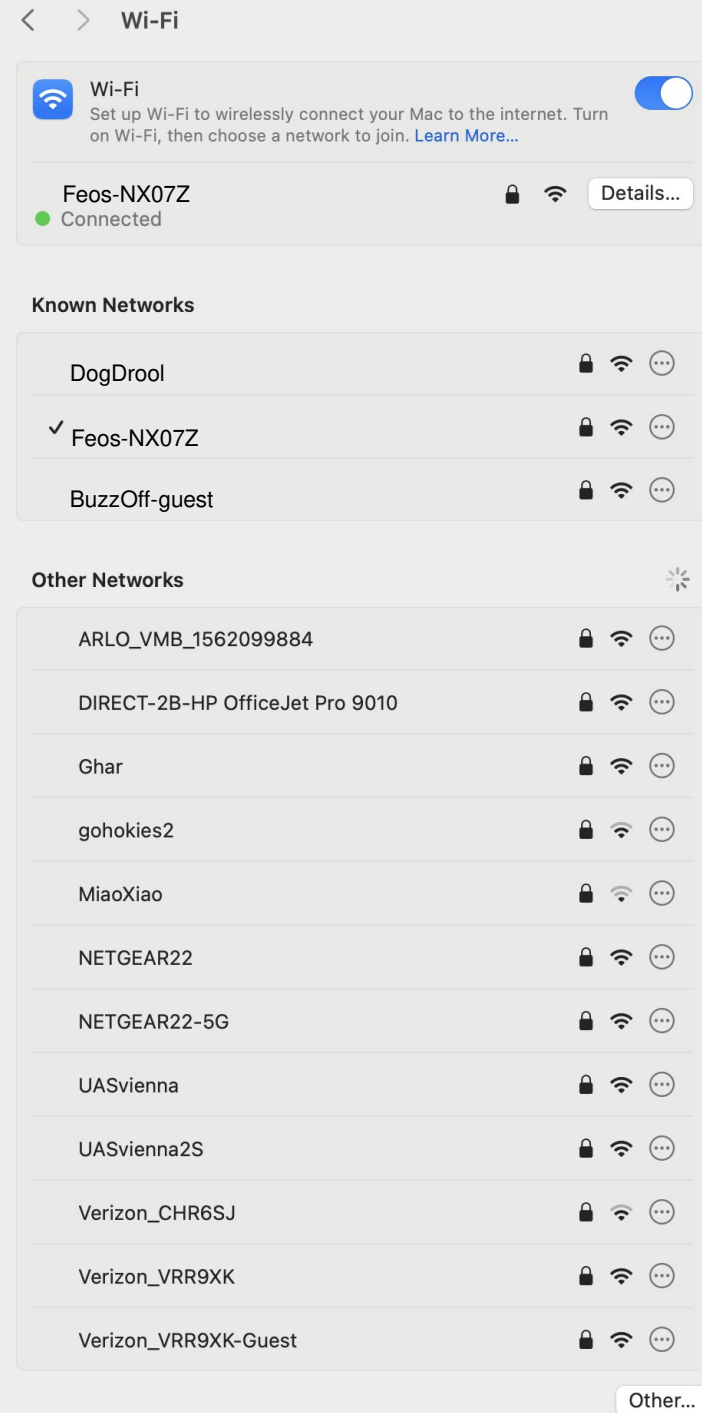 Wi-Fi
Wi-Fi
Set up Wi-Fi to wirelessly connect your Mac to the internet. Turn
on Wi-Fi, then choose a network to join. Learn More...
Feos-NX07Z
Details...
Connected
Known Networks
DogDrool
Feos-NX07Z
BuzzOff-guest
Other Networks
ARLO_VMB_1562099884
DIRECT-2B-HP OfficeJet Pro 9010
Ghar
gohokies2
MiaoXiao
NETGEAR22
NETGEAR22-5G
UASvienna
UASvienna2S
Verizon_CHR6SJ
Verizon_VRR9XK
Verizon_VRR9XK-Guest
Other...